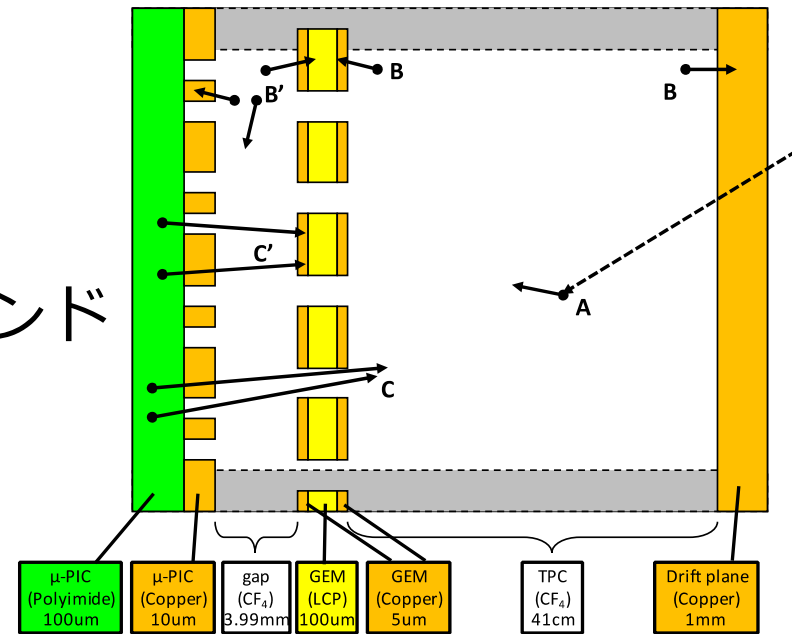 B
B'
B
C'
A
ンド
C
μ-PIC
(Polyimide)
100um
μ-PIC
(Copper)
10um
gap
(CF₄)
3.99mm
GEM
(LCP)
100um
GEM
(Copper)
5um
TPC
(CF₄)
41cm
Drift plane
(Copper)
1mm